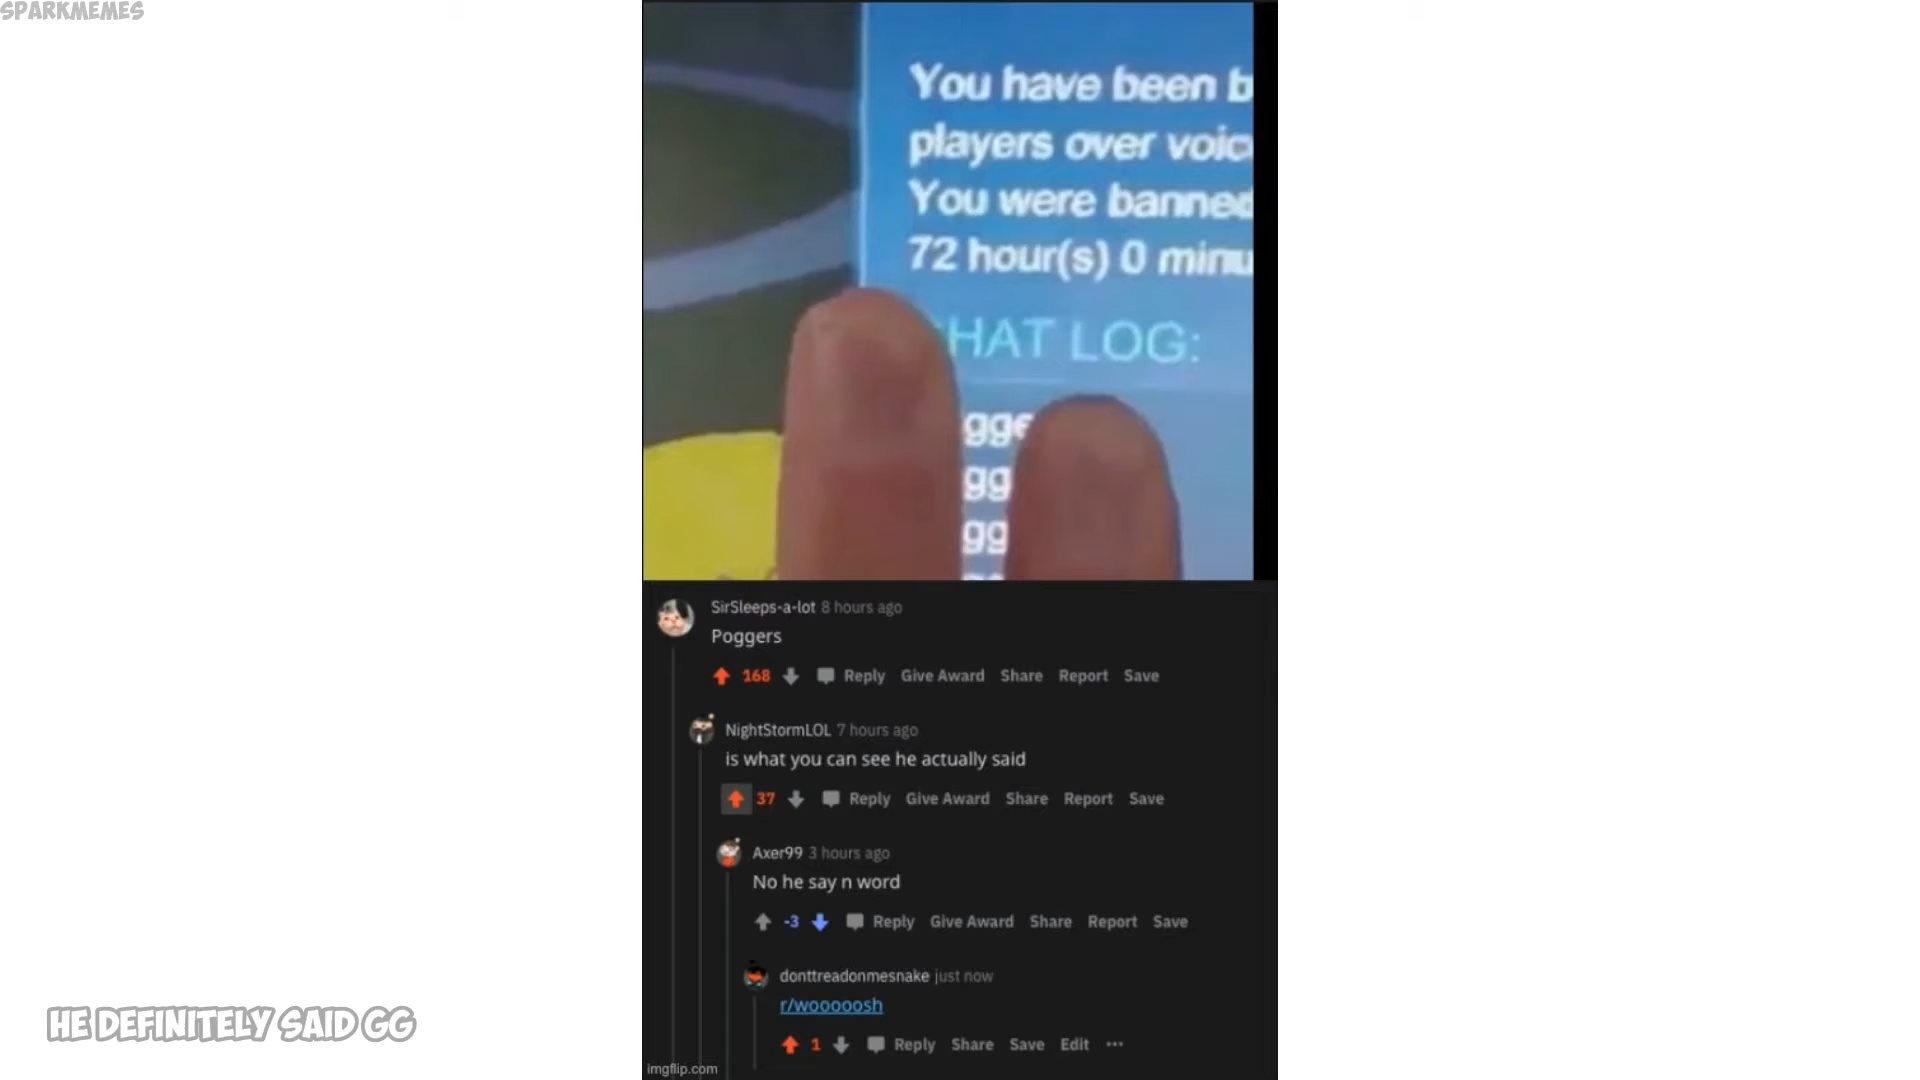 SPARKMEMES
You have been b
players over voic
You were banned
72 hour(s) 0 minu
HAT LOG:
gge
gg
gg
SirSleeps-a-lot 8 hours ago
Poggers
168 Reply Give Award Share Report Save
NightStormLOL 7 hours ago
is what you can see he actually said
37 Reply Give Award Share Report Save
Axer99 3 hours ago
No he say n word
-3 Reply Give Award Share Report Save
donttreadonmesnake just now
r/wooooosh
1 Reply Share Save Edit ...
HE DEFINITELY SAID GG
imgflip.com